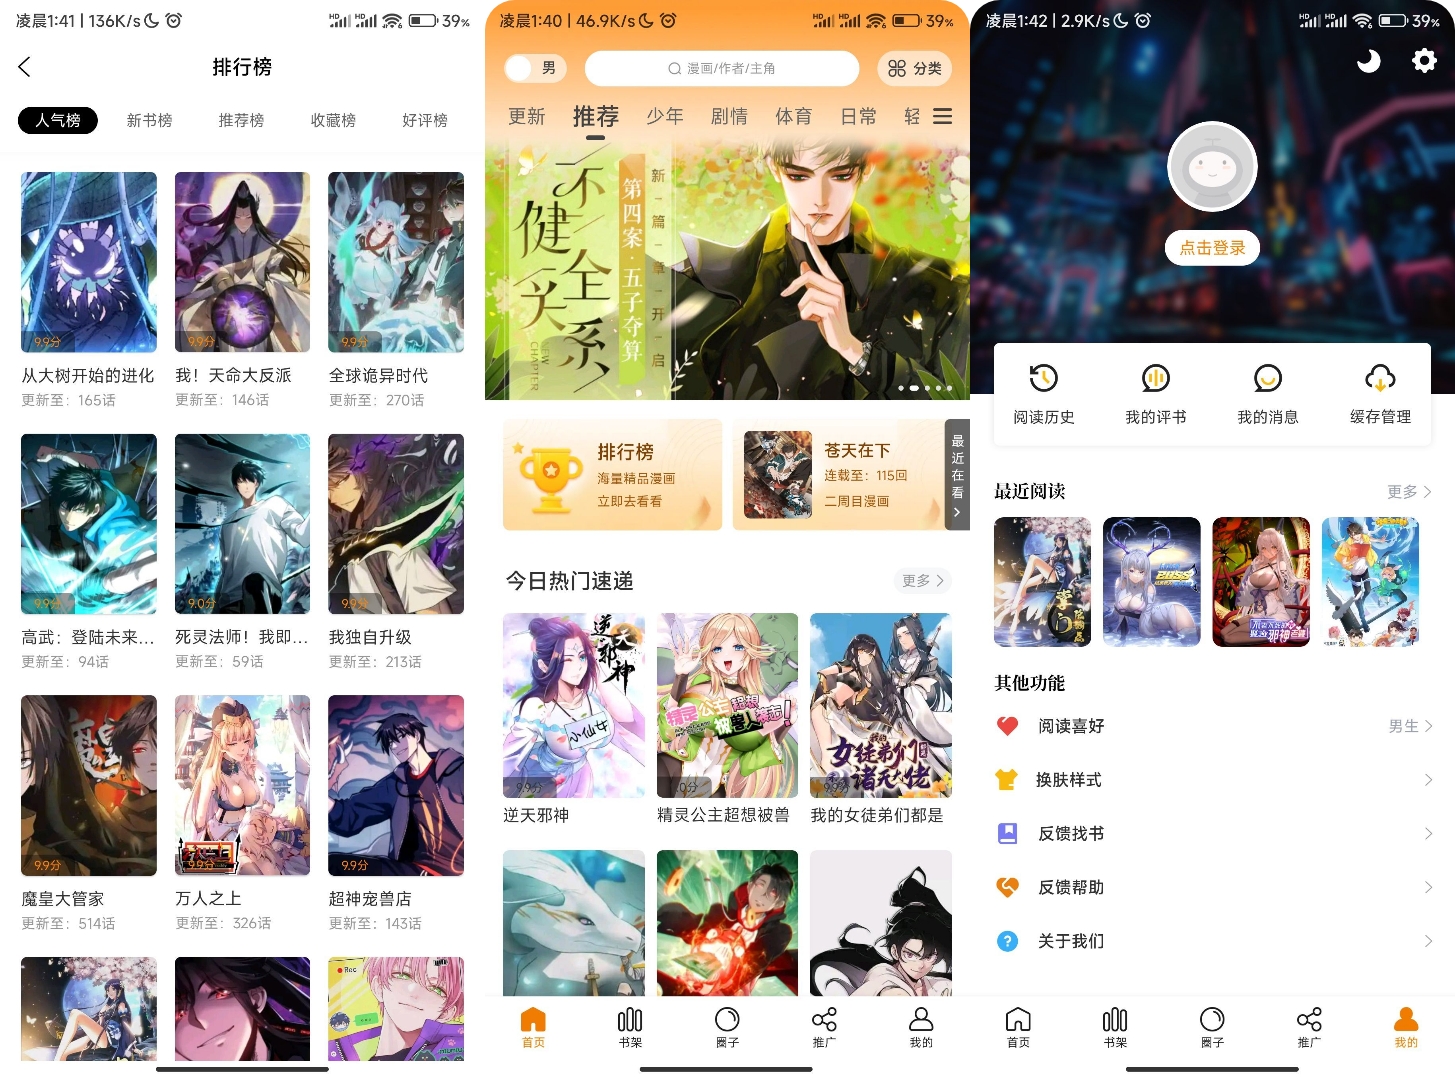 凌晨1:41 | 136K/s
39%
排行榜
人气榜
新书榜
推荐榜
收藏榜
好评榜
9.9分
9.9分
9.9分
从大树开始的进化
我！天命大反派
全球诡异时代
更新至：165话
更新至：146话
更新至：270话
9.9分
9.0分
9.9分
高武：登陆未来...
死灵法师！我即...
我独自升级
更新至：94话
更新至：59话
更新至：213话
9.9分
9.9分
9.9分
魔皇大管家
万人之上
超神宠兽店
更新至：514话
更新至：326话
更新至：143话
Rec
凌晨1:40 | 46.9K/s
39%
男
漫画/作者/主角
分类
更新
推荐
少年
剧情
体育
日常
轻
不健全关系
第四案·五子夺算
新篇章开启
CHAPTER
排行榜
海量精品漫画
立即去看看
苍天在下
连载至：115回
二周目漫画
最近在看
今日热门速递
更多
逆天邪神
小仙女
精灵公主超想被兽人袭击！
我的女徒弟们都是诸天大佬
9.9分
.0分
9.9分
逆天邪神
精灵公主超想被兽
我的女徒弟们都是
首页
书架
圈子
推广
我的
凌晨1:42 | 2.9K/s
39%
点击登录
阅读历史
我的评书
我的消息
缓存管理
最近阅读
更多
其他功能
阅读喜好
男生
换肤样式
反馈找书
反馈帮助
关于我们
首页
书架
圈子
推广
我的